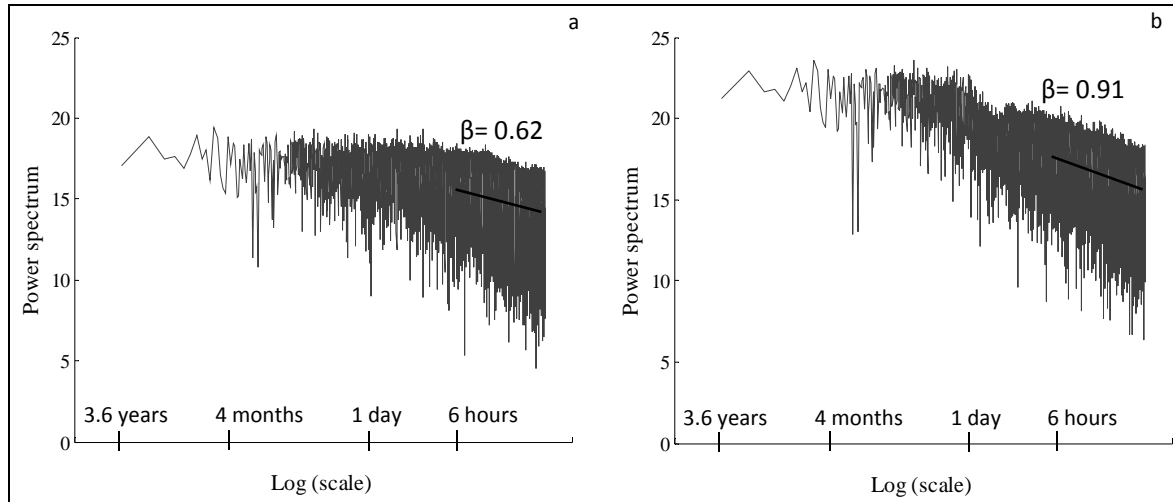 a
25
20
15
10
5
0
Power spectrum
β= 0.62
3.6 years 4 months 1 day 6 hours
Log (scale)
b
25
20
15
10
5
0
Power spectrum
β= 0.91
3.6 years 4 months 1 day 6 hours
Log (scale)